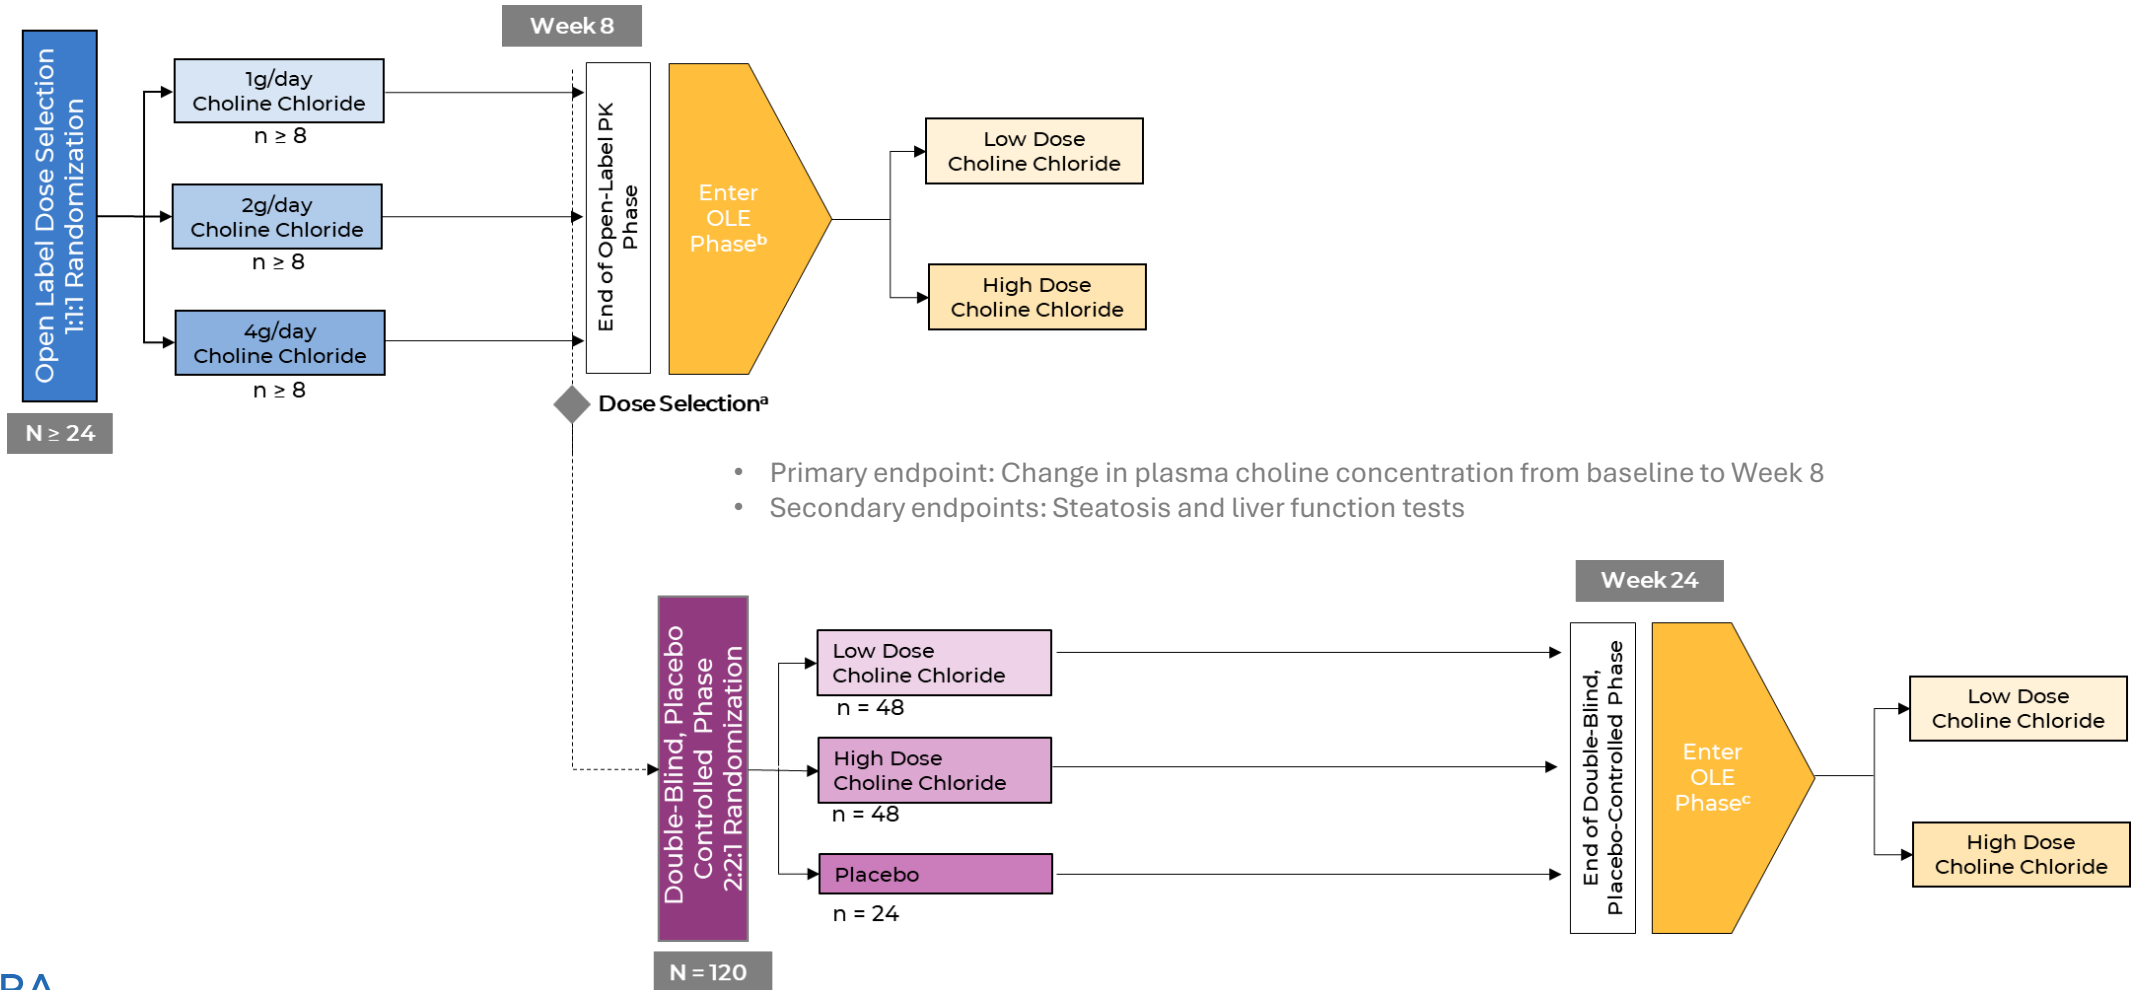 Week 8
Open Label Dose Selection
1:1:1 Randomization
N ≥ 24
1g/day
Choline Chloride
n ≥ 8
2g/day
Choline Chloride
n ≥ 8
4g/day
Choline Chloride
n ≥ 8
End of Open-Label PK
Phase
Enter
OLE
Phaseᵇ
Low Dose
Choline Chloride
High Dose
Choline Chloride
Dose Selectionᵃ
• Primary endpoint: Change in plasma choline concentration from baseline to Week 8
• Secondary endpoints: Steatosis and liver function tests
Week 24
Double-Blind, Placebo
Controlled Phase
2:2:1 Randomization
N = 120
Low Dose
Choline Chloride
n = 48
High Dose
Choline Chloride
n = 48
Placebo
n = 24
End of Double-Blind,
Placebo-Controlled Phase
Enter
OLE
Phaseᶜ
Low Dose
Choline Chloride
High Dose
Choline Chloride